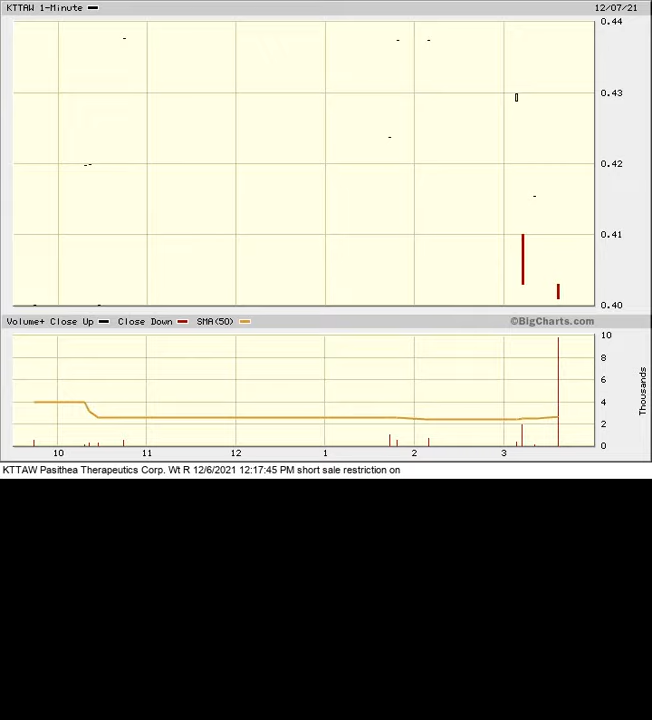 KTTAW 1-Minute 12/07/21
0.44
0.43
0.42
0.41
0.40
Volume+ Close Up Close Down SMA(50) ©BigCharts.com
10
8
6
4
2
0
Thousands
10 11 12 1 2 3
KTTAW Pasithea Therapeutics Corp. Wt R 12/6/2021 12:17:45 PM short sale restriction on